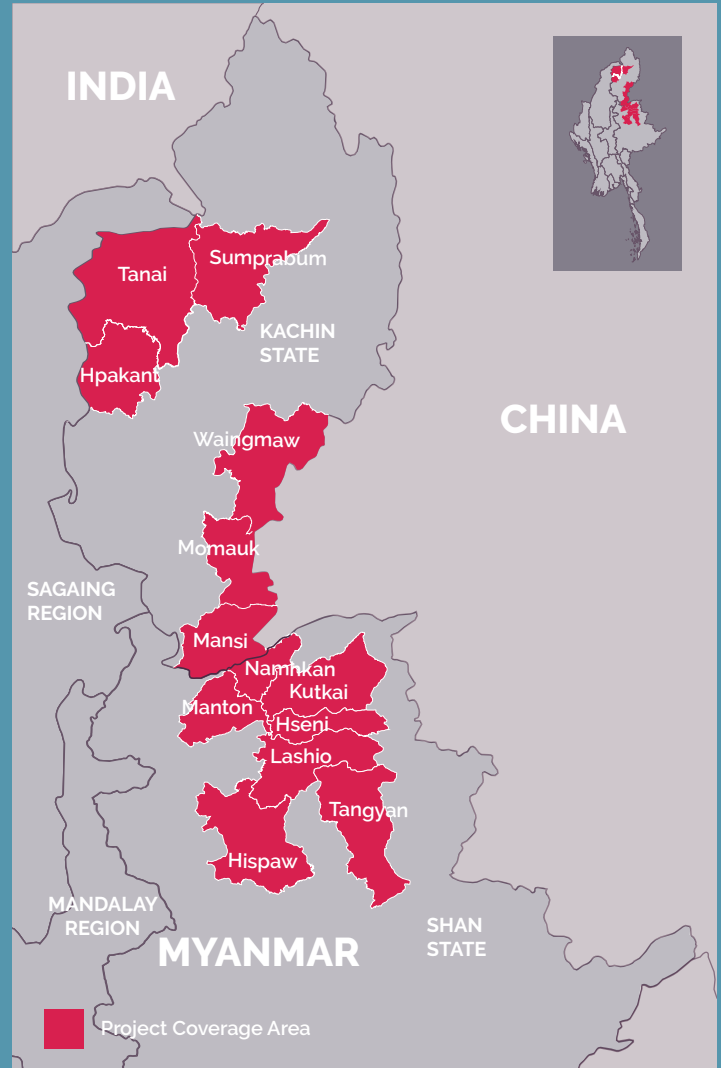 INDIA
Tanai
Sumprabum
KACHIN
STATE
Hpakant
CHINA
Waingmaw
Momauk
SAGAING
REGION
Mansi
Namhkan
Kutkai
Manton
Hseni
Lashio
Tangyan
Hispaw
MANDALAY
REGION
SHAN
STATE
MYANMAR
Project Coverage Area